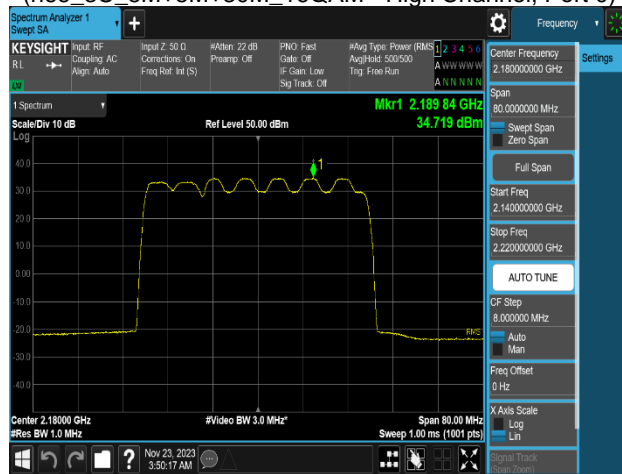 Spectrum Analyzer 1
Swept SA
Frequency
KEYSIGHT
RL
Input: RF
Coupling: AC
Align: Auto
Input Z: 50 Ω
Corrections: On
Freq Ref: Int (S)
#Atten: 22 dB
Preamp: Off
PNO: Fast
Gate: Off
IF Gain: Low
Sig Track: Off
#Avg Type: Power (RMS
Avg|Hold: 500/500
Trig: Free Run
1 2 3 4 5 6
A W W W W W
A N N N N N
LXI
1 Spectrum
Scale/Div 10 dB
Log
Ref Level 50.00 dBm
Mkr1 2.189 84 GHz
34.719 dBm
1
40.0
30.0
20.0
10.0
0.00
-10.0
-20.0
-30.0
-40.0
RMS
Center 2.18000 GHz
#Res BW 1.0 MHz
#Video BW 3.0 MHz*
Span 80.00 MHz
Sweep 1.00 ms (1001 pts)
Nov 23, 2023
3:50:17 AM
Center Frequency
2.180000000 GHz
Settings
Span
80.0000000 MHz
Swept Span
Zero Span
Full Span
Start Freq
2.140000000 GHz
Stop Freq
2.220000000 GHz
AUTO TUNE
CF Step
8.000000 MHz
Auto
Man
Freq Offset
0 Hz
X Axis Scale
Log
Lin
Signal Track
(Span Zoom)